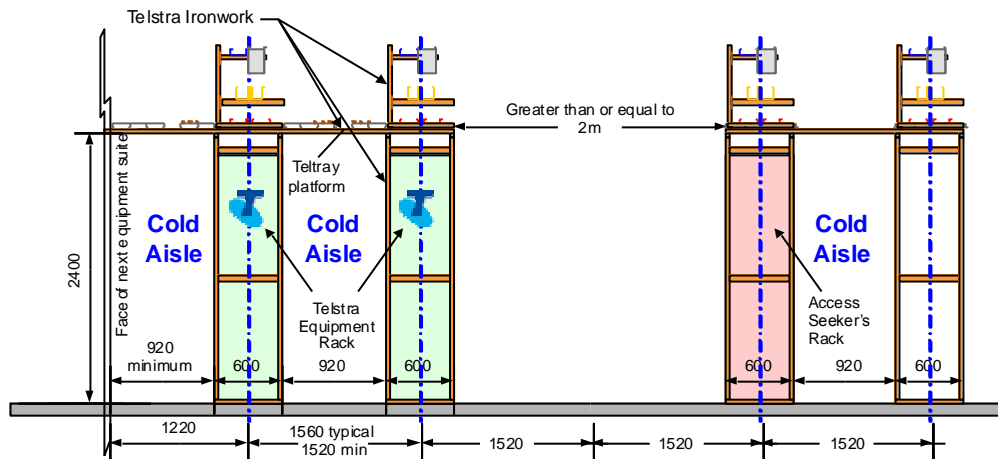 Telstra Ironwork
Greater than or equal to
2m
Teltray
platform
Face of next equipment suite
2400
Cold
Aisle
Cold
Aisle
Cold
Aisle
Telstra
Equipment
Rack
Access
Seeker's
Rack
920
minimum
600
920
600
600
920
600
1220
1560 typical
1520 min
1520
1520
1520